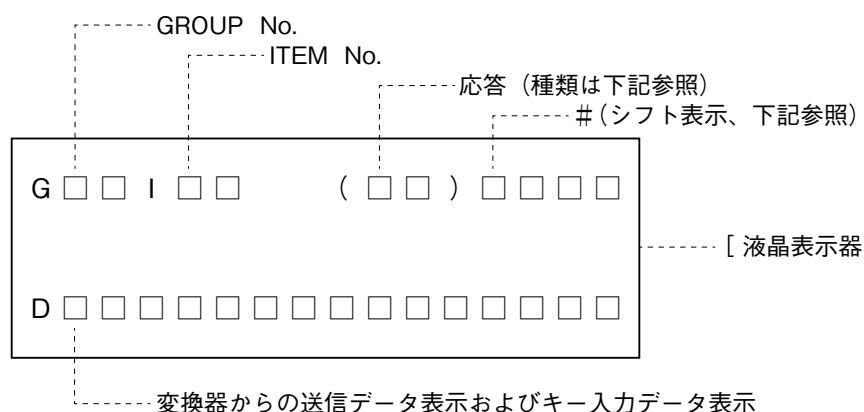 GROUP No.
ITEM No.
応答（種類は下記参照）
#（シフト表示、下記参照）
G □ □ I □ □ ( □ □ ) □ □ □ □
[ 液晶表示器
D □ □ □ □ □ □ □ □ □ □ □ □ □ □ □
変換器からの送信データ表示およびキー入力データ表示